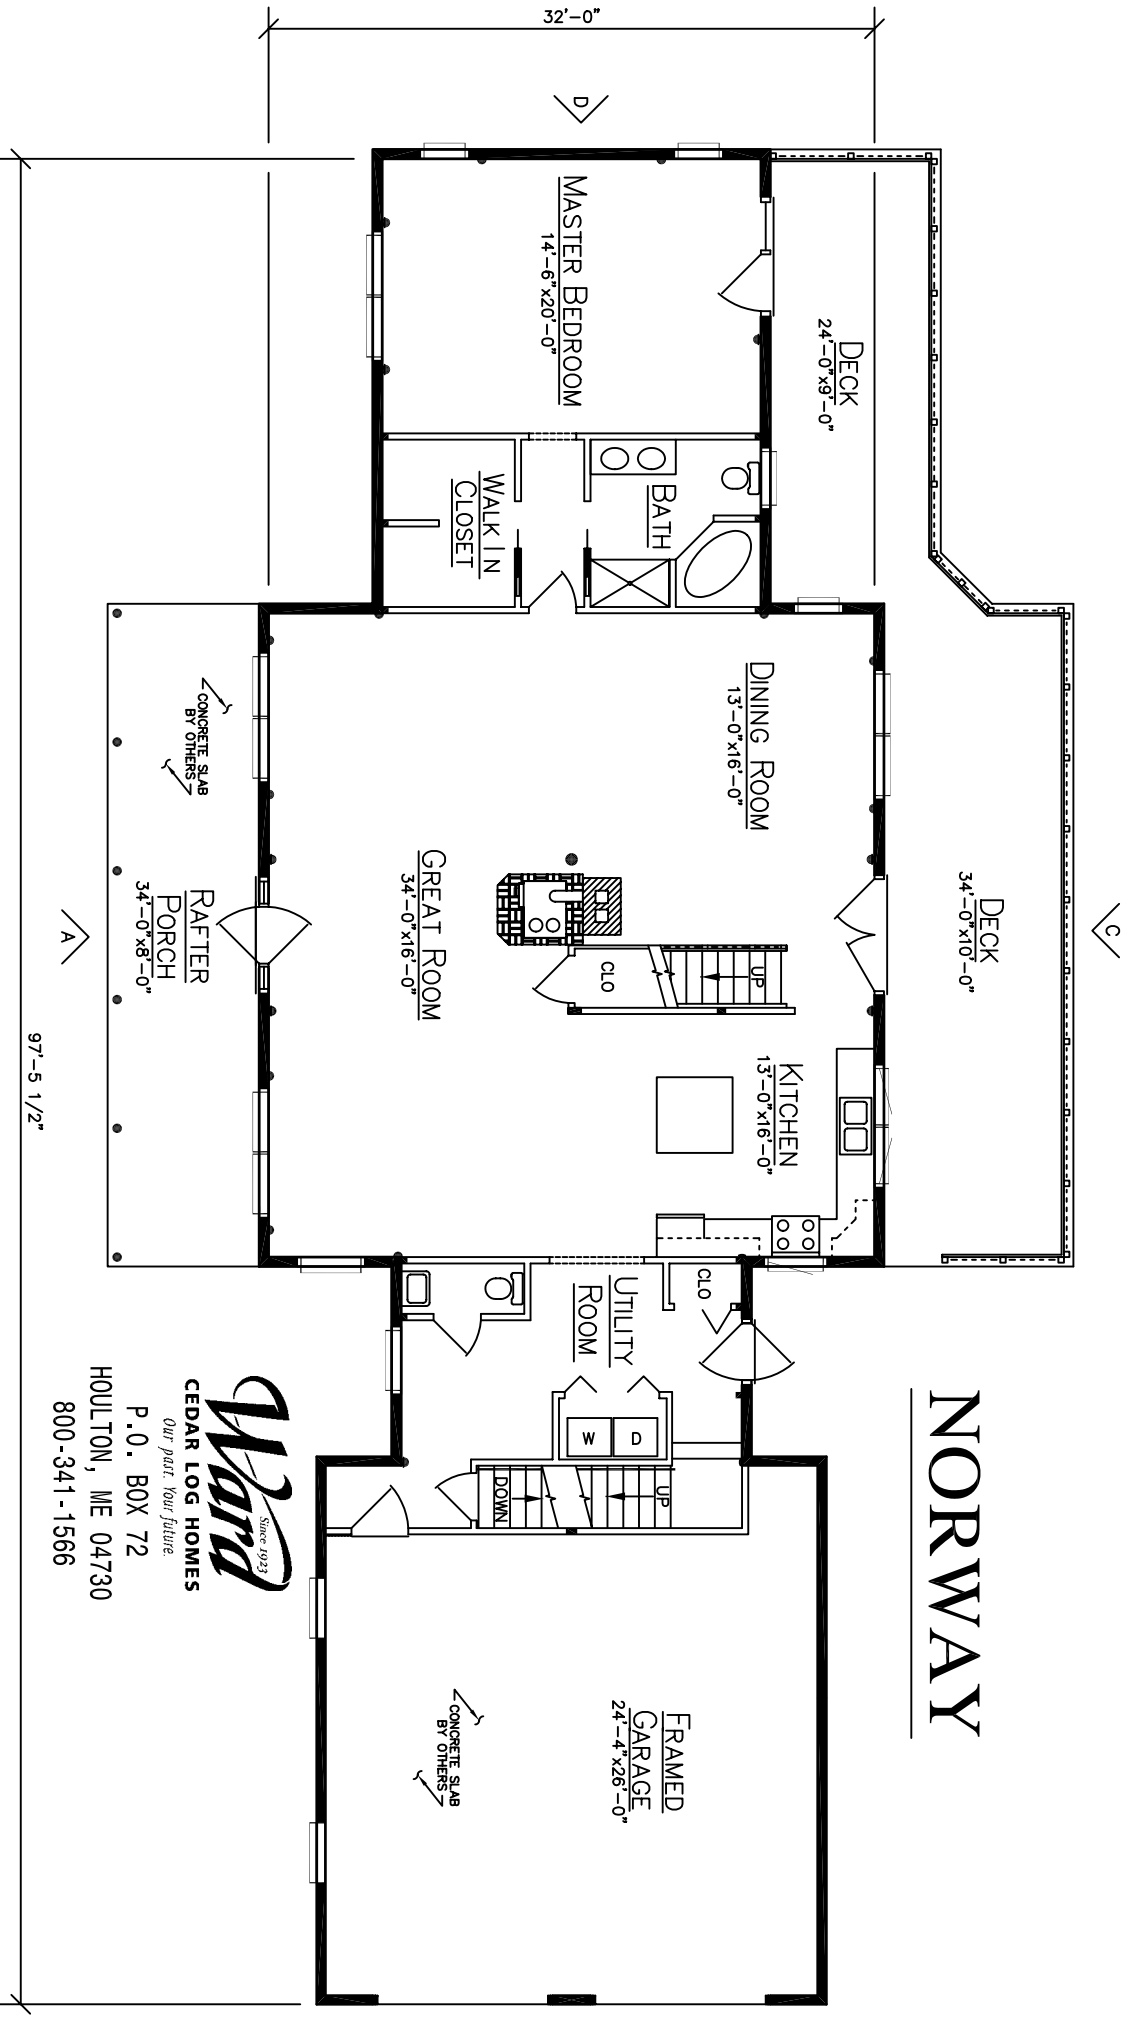 NORWAY
C
DECK
34'-0"x10'-0"
DECK
24'-0"x9'-0"
32'-0"
D
MASTER BEDROOM
14'-6"x20'-0"
BATH
WALK IN
CLOSET
DINING ROOM
13'-0"x16'-0"
KITCHEN
13'-0"x16'-0"
UP
CLO
GREAT ROOM
34'-0"x16'-0"
CLO
UTILITY
ROOM
D
W
UP
DOWN
FRAMED
GARAGE
24'-4"x26'-0"
CONCRETE SLAB
BY OTHERS
CONCRETE SLAB
BY OTHERS
RAFTER
PORCH
34'-0"x8'-0"
A
97'-5 1/2"
Ward
Since 1923
CEDAR LOG HOMES
Our past. Your future.
P.O. BOX 72
HOULTON, ME 04730
800-341-1566